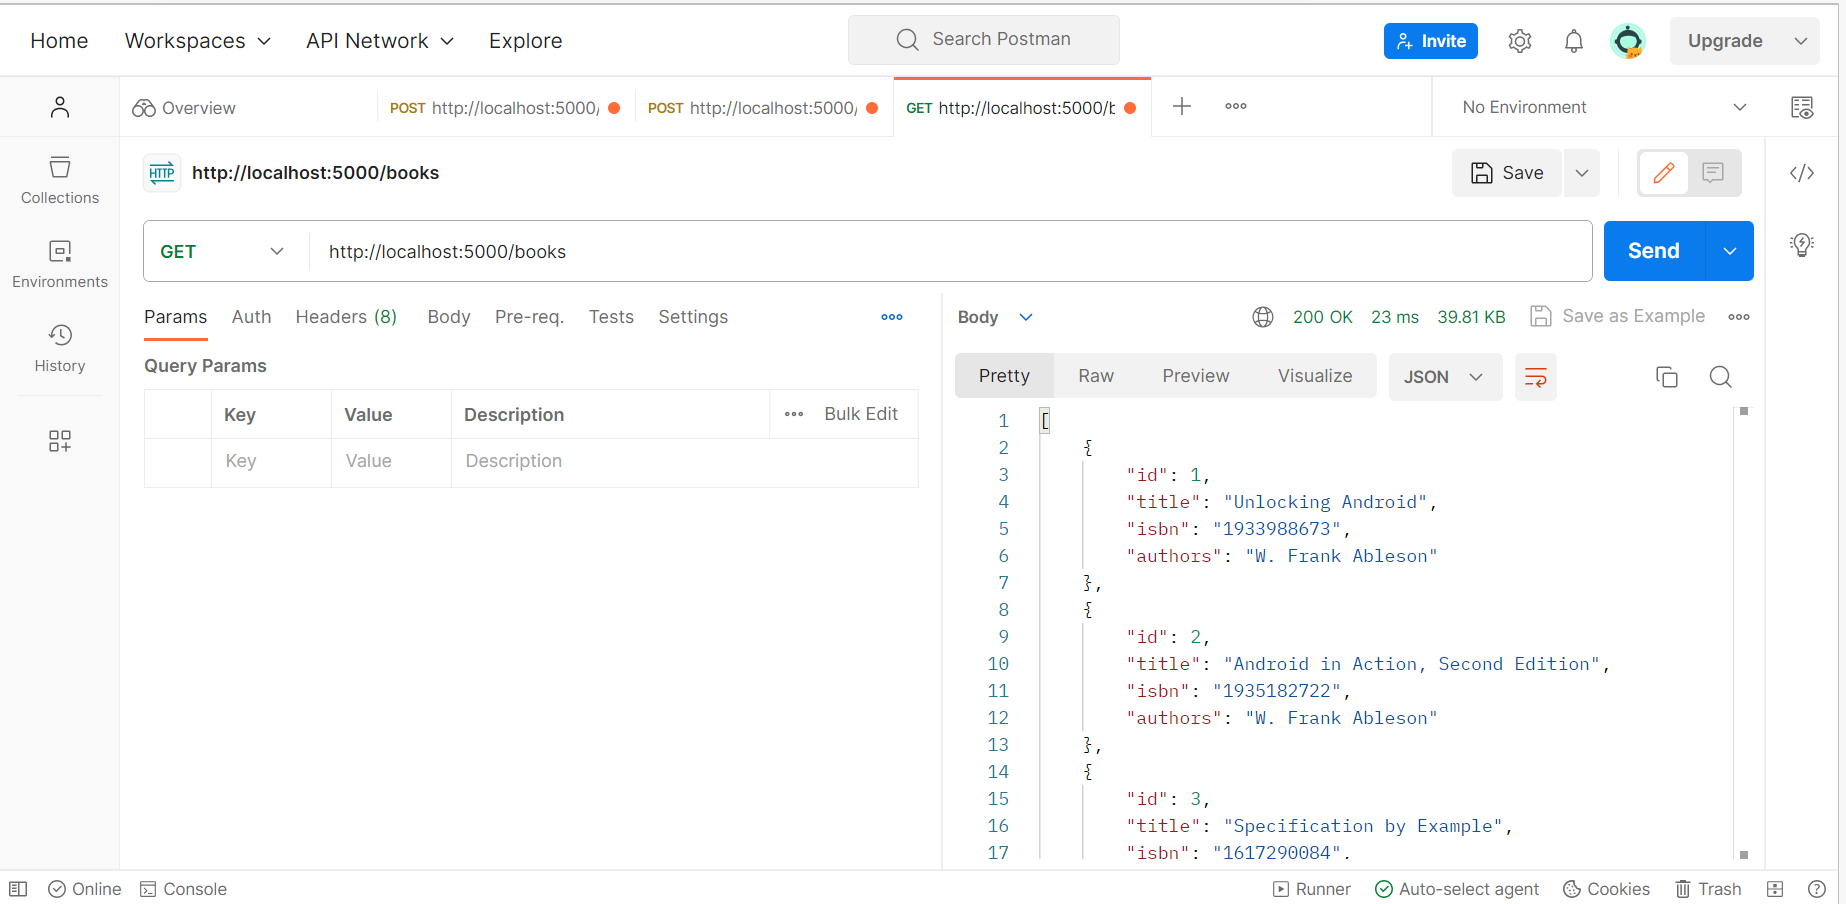 Home Workspaces API Network Explore Search Postman Invite Upgrade
Overview POST http://localhost:5000/ POST http://localhost:5000/ GET http://localhost:5000/b No Environment
HTTP http://localhost:5000/books Save
Collections
Environments
History
GET http://localhost:5000/books Send
Params Auth Headers (8) Body Pre-req. Tests Settings
Query Params
Key Value Description Bulk Edit
Key Value Description
Body 200 OK 23 ms 39.81 KB Save as Example
Pretty Raw Preview Visualize JSON
1 [
2 {
3 "id": 1,
4 "title": "Unlocking Android",
5 "isbn": "1933988673",
6 "authors": "W. Frank Ableson"
7 },
8 {
9 "id": 2,
10 "title": "Android in Action, Second Edition",
11 "isbn": "1935182722",
12 "authors": "W. Frank Ableson"
13 },
14 {
15 "id": 3,
16 "title": "Specification by Example",
17 "isbn": "1617290084",
Online Console Runner Auto-select agent Cookies Trash